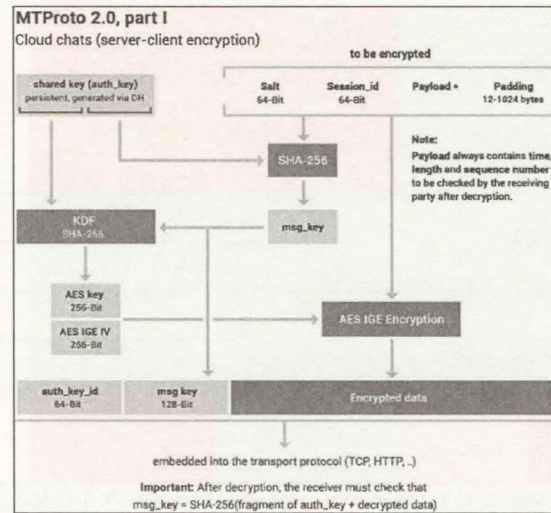 MTProto 2.0, part I
Cloud chats (server-client encryption)
to be encrypted
shared key (auth_key)
persistent, generated via DH
Salt
64-Bit
Session_id
64-Bit
Payload *
Padding
12-1024 bytes
Note:
Payload always contains time,
length and sequence number
to be checked by the receiving
party after decryption.
SHA-256
KDF
SHA-256
msg_key
AES key
256-Bit
AES IGE IV
256-Bit
AES IGE Encryption
auth_key_id
64-Bit
msg key
128-Bit
Encrypted data
embedded into the transport protocol (TCP, HTTP, ..)
Important: After decryption, the receiver must check that
msg_key = SHA-256(fragment of auth_key + decrypted data)